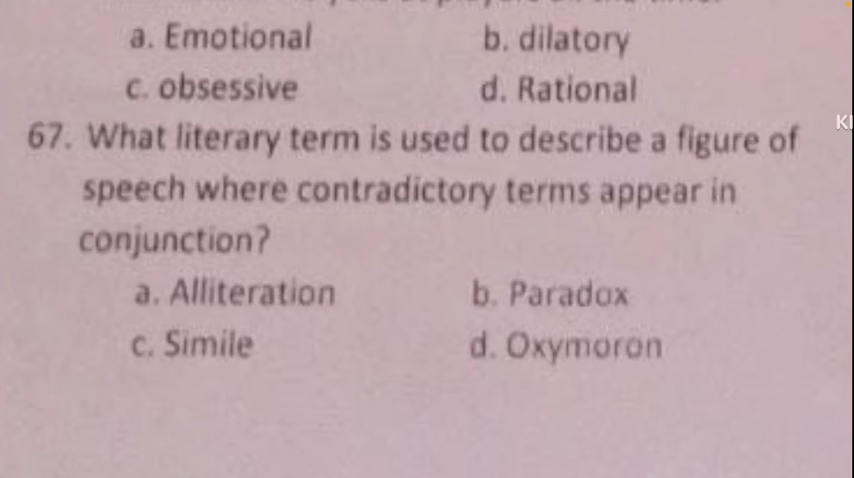 a. Emotional b. dilatory
c. obsessive d. Rational
67. What literary term is used to describe a figure of
speech where contradictory terms appear in
conjunction?
a. Alliteration b. Paradox
c. Simile d. Oxymoron